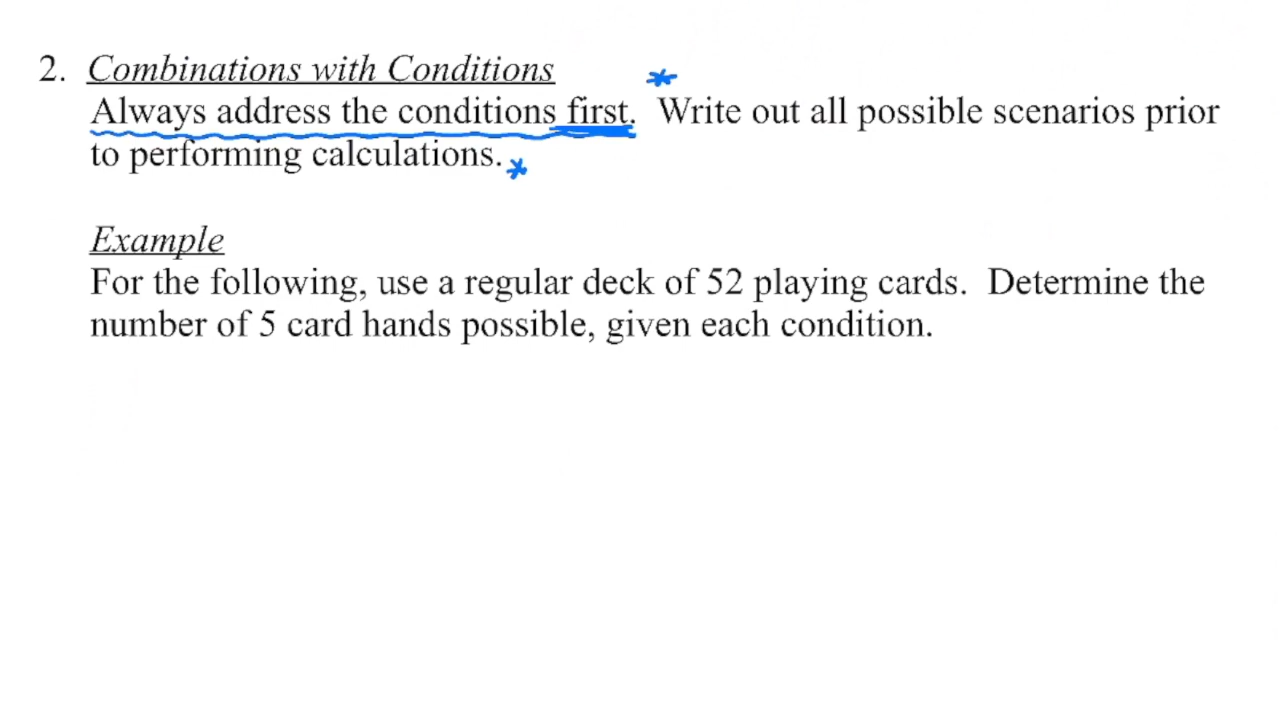 2. Combinations with Conditions
Always address the conditions first. * Write out all possible scenarios prior
to performing calculations. *
Example
For the following, use a regular deck of 52 playing cards. Determine the
number of 5 card hands possible, given each condition.